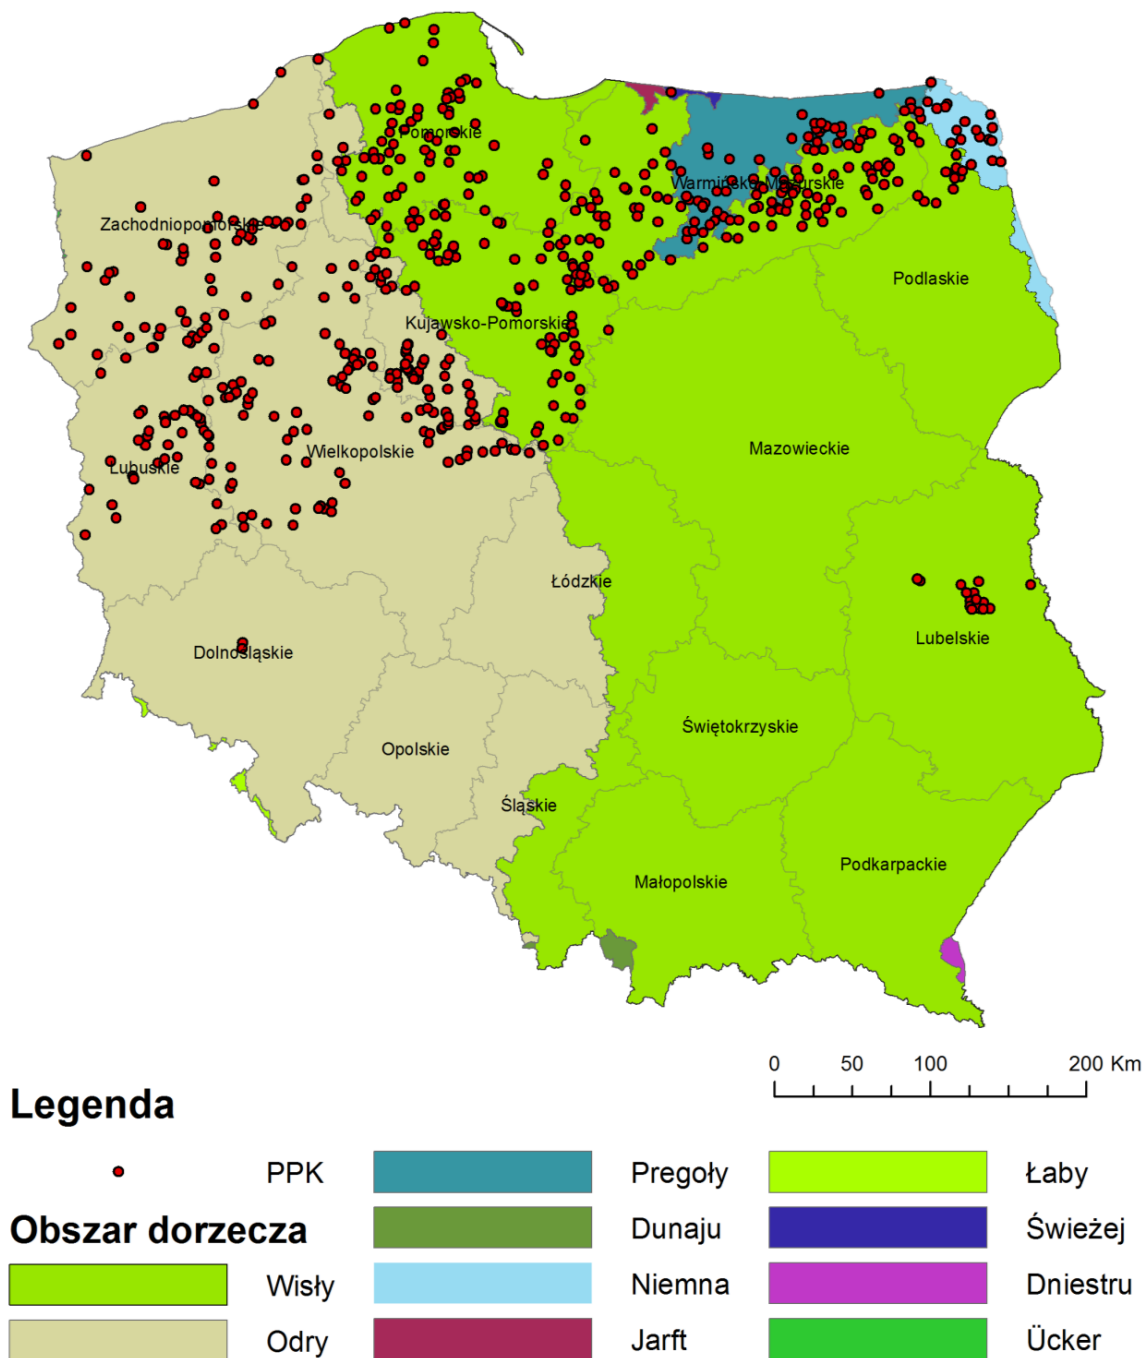 Pomorskie
Warmińsko-Mazurskie
Zachodniopomorskie
Podlaskie
Kujawsko-Pomorskie
Mazowieckie
Wielkopolskie
Lubuskie
Łódzkie
Lubelskie
Dolnośląskie
Świętokrzyskie
Opolskie
Śląskie
Podkarpackie
Małopolskie
0 50 100 200 Km
Legenda
PPK
Obszar dorzecza
Wisły
Odry
Pregoły
Dunaju
Niemna
Jarft
Łaby
Świeżej
Dniestru
Ücker